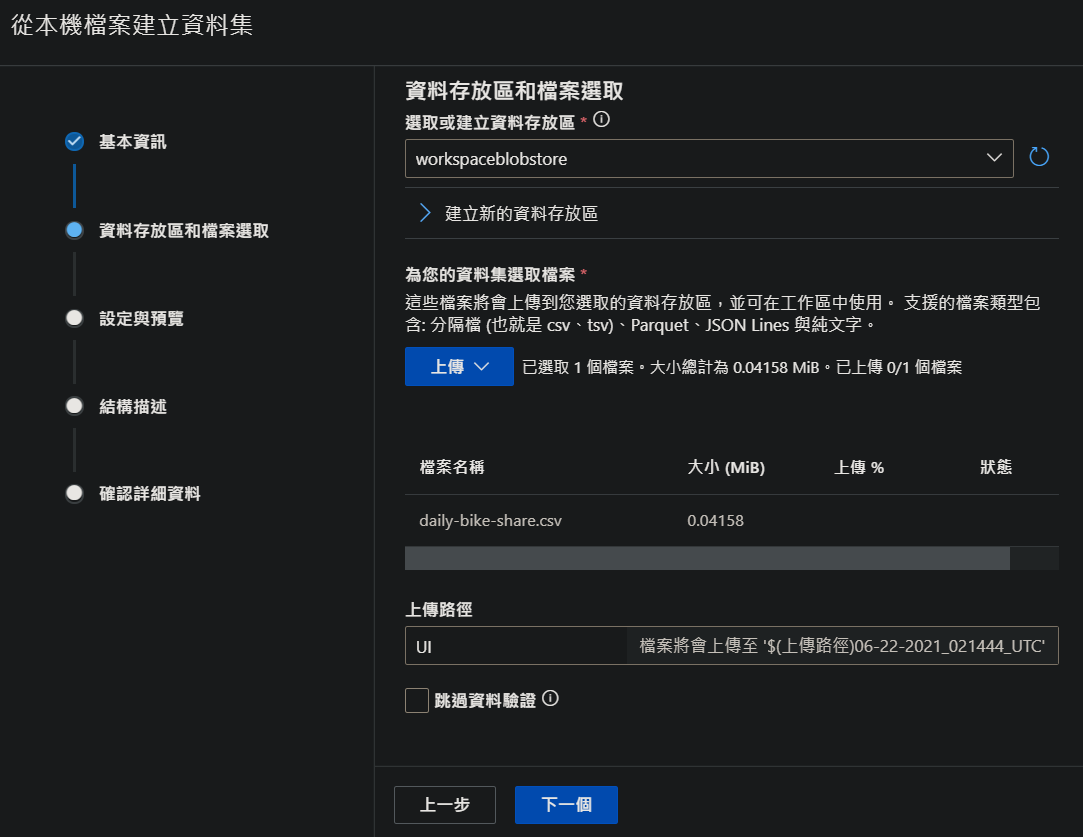 從本機檔案建立資料集
基本資訊
資料存放區和檔案選取
設定與預覽
結構描述
確認詳細資料
資料存放區和檔案選取
選取或建立資料存放區 *
workspaceblobstore
建立新的資料存放區
為您的資料集選取檔案 *
這些檔案將會上傳到您選取的資料存放區，並可在工作區中使用。 支援的檔案類型包
含: 分隔檔 (也就是 csv、tsv)、Parquet、JSON Lines 與純文字。
上傳 已選取 1 個檔案。大小總計為 0.04158 MiB。已上傳 0/1 個檔案
檔案名稱 大小 (MiB) 上傳 % 狀態
daily-bike-share.csv 0.04158
上傳路徑
UI 檔案將會上傳至 '$(上傳路徑)06-22-2021_021444_UTC'
跳過資料驗證
上一步 下一個